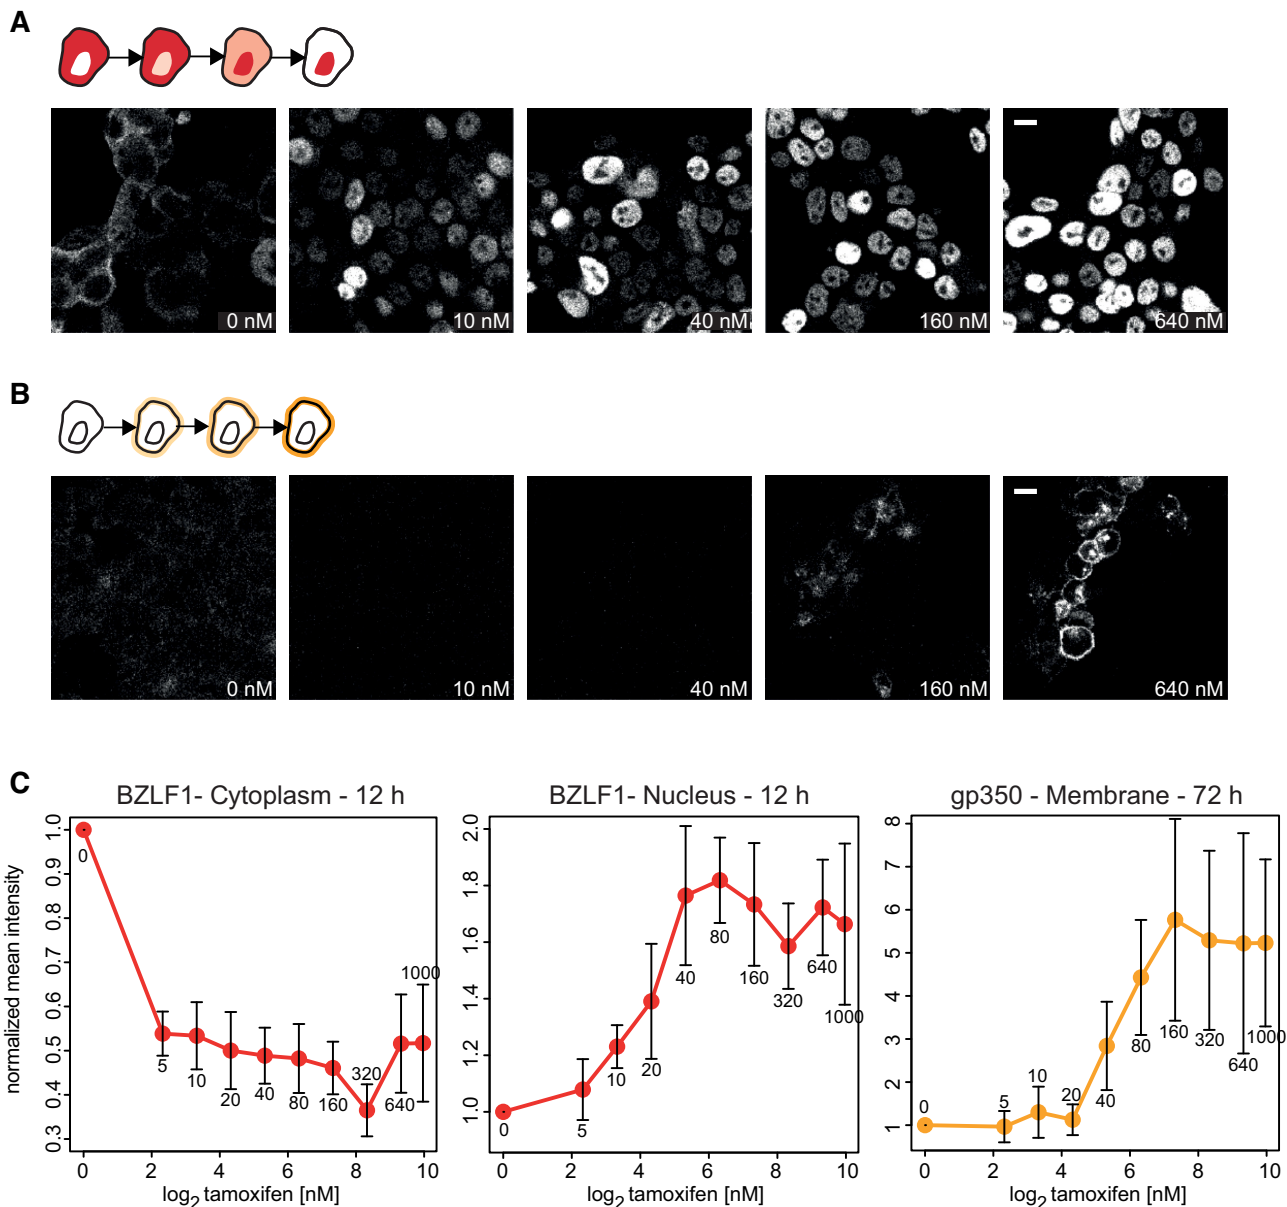 A
0 nM
10 nM
40 nM
160 nM
640 nM
B
0 nM
10 nM
40 nM
160 nM
640 nM
C
BZLF1- Cytoplasm - 12 h
normalized mean intensity
1.0
0.9
0.8
0.7
0.6
0.5
0.4
0.3
0
5
10
20
40
80
160
320
640
1000
0 2 4 6 8 10
log2 tamoxifen [nM]
BZLF1- Nucleus - 12 h
2.0
1.8
1.6
1.4
1.2
1.0
0
5
10
20
40
80
160
320
640
1000
0 2 4 6 8 10
log2 tamoxifen [nM]
gp350 - Membrane - 72 h
8
7
6
5
4
3
2
1
0
5
10
20
40
80
160
320
640
1000
0 2 4 6 8 10
log2 tamoxifen [nM]